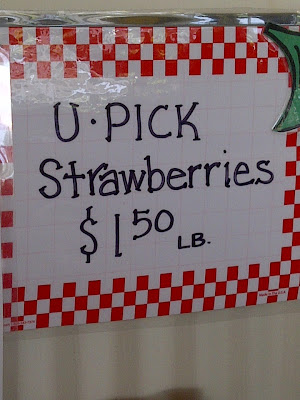 U·PICK
Strawberries
$1.50 LB.